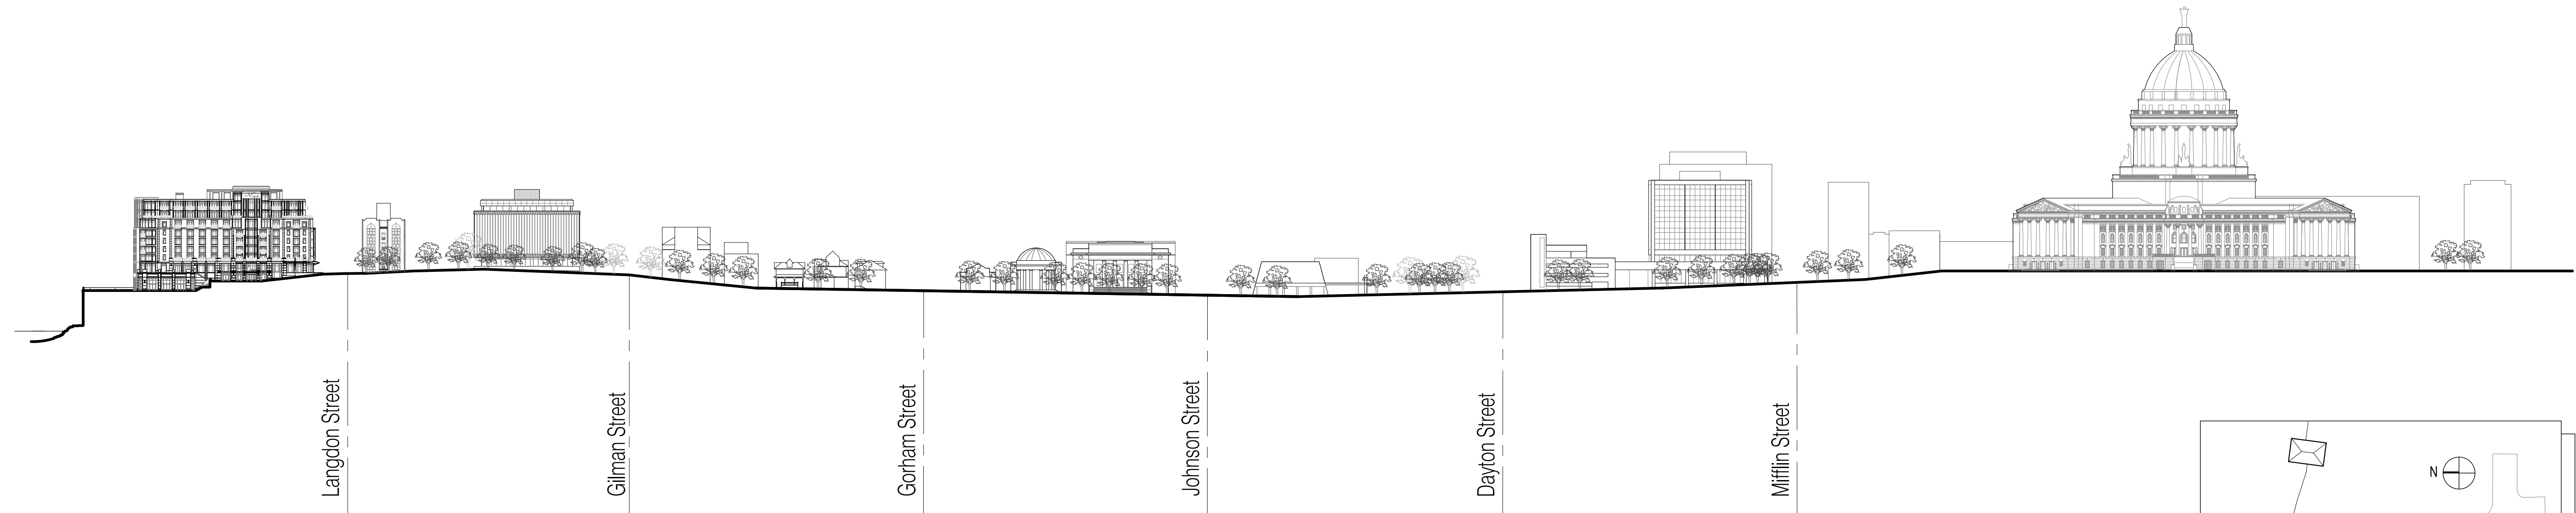 Langdon Street
Gilman Street
Gorham Street
Johnson Street
Dayton Street
Mifflin Street
N